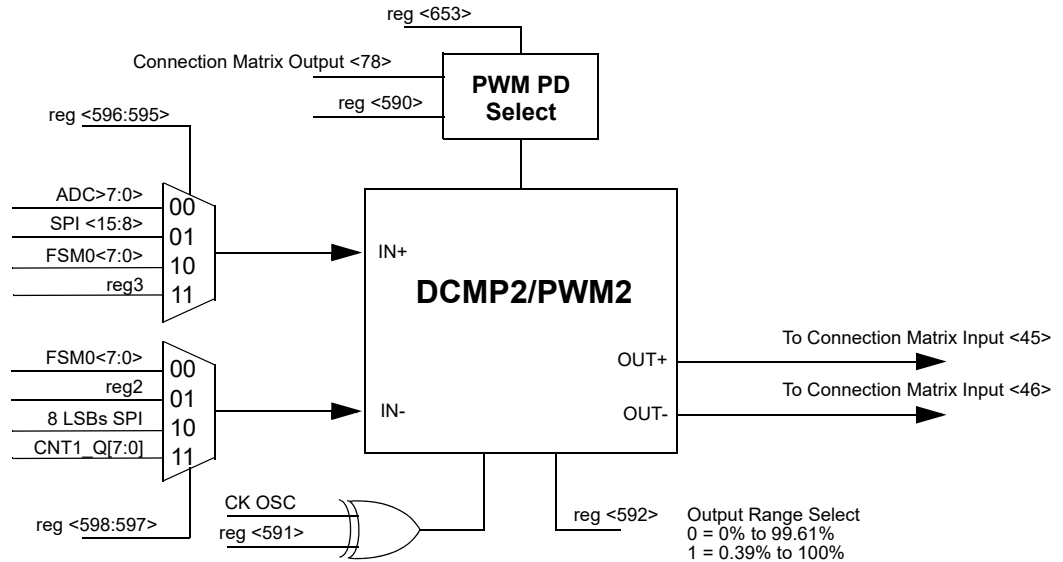 reg <653>
Connection Matrix Output <78>
PWM PD
Select
reg <590>
reg <596:595>
ADC>7:0>
00
SPI <15:8>
01
FSM0<7:0>
10
reg3
11
IN+
DCMP2/PWM2
FSM0<7:0>
00
reg2
01
8 LSBs SPI
10
CNT1_Q[7:0]
11
IN-
OUT+
To Connection Matrix Input <45>
OUT-
To Connection Matrix Input <46>
reg <598:597>
CK OSC
reg <591>
reg <592>
Output Range Select
0 = 0% to 99.61%
1 = 0.39% to 100%